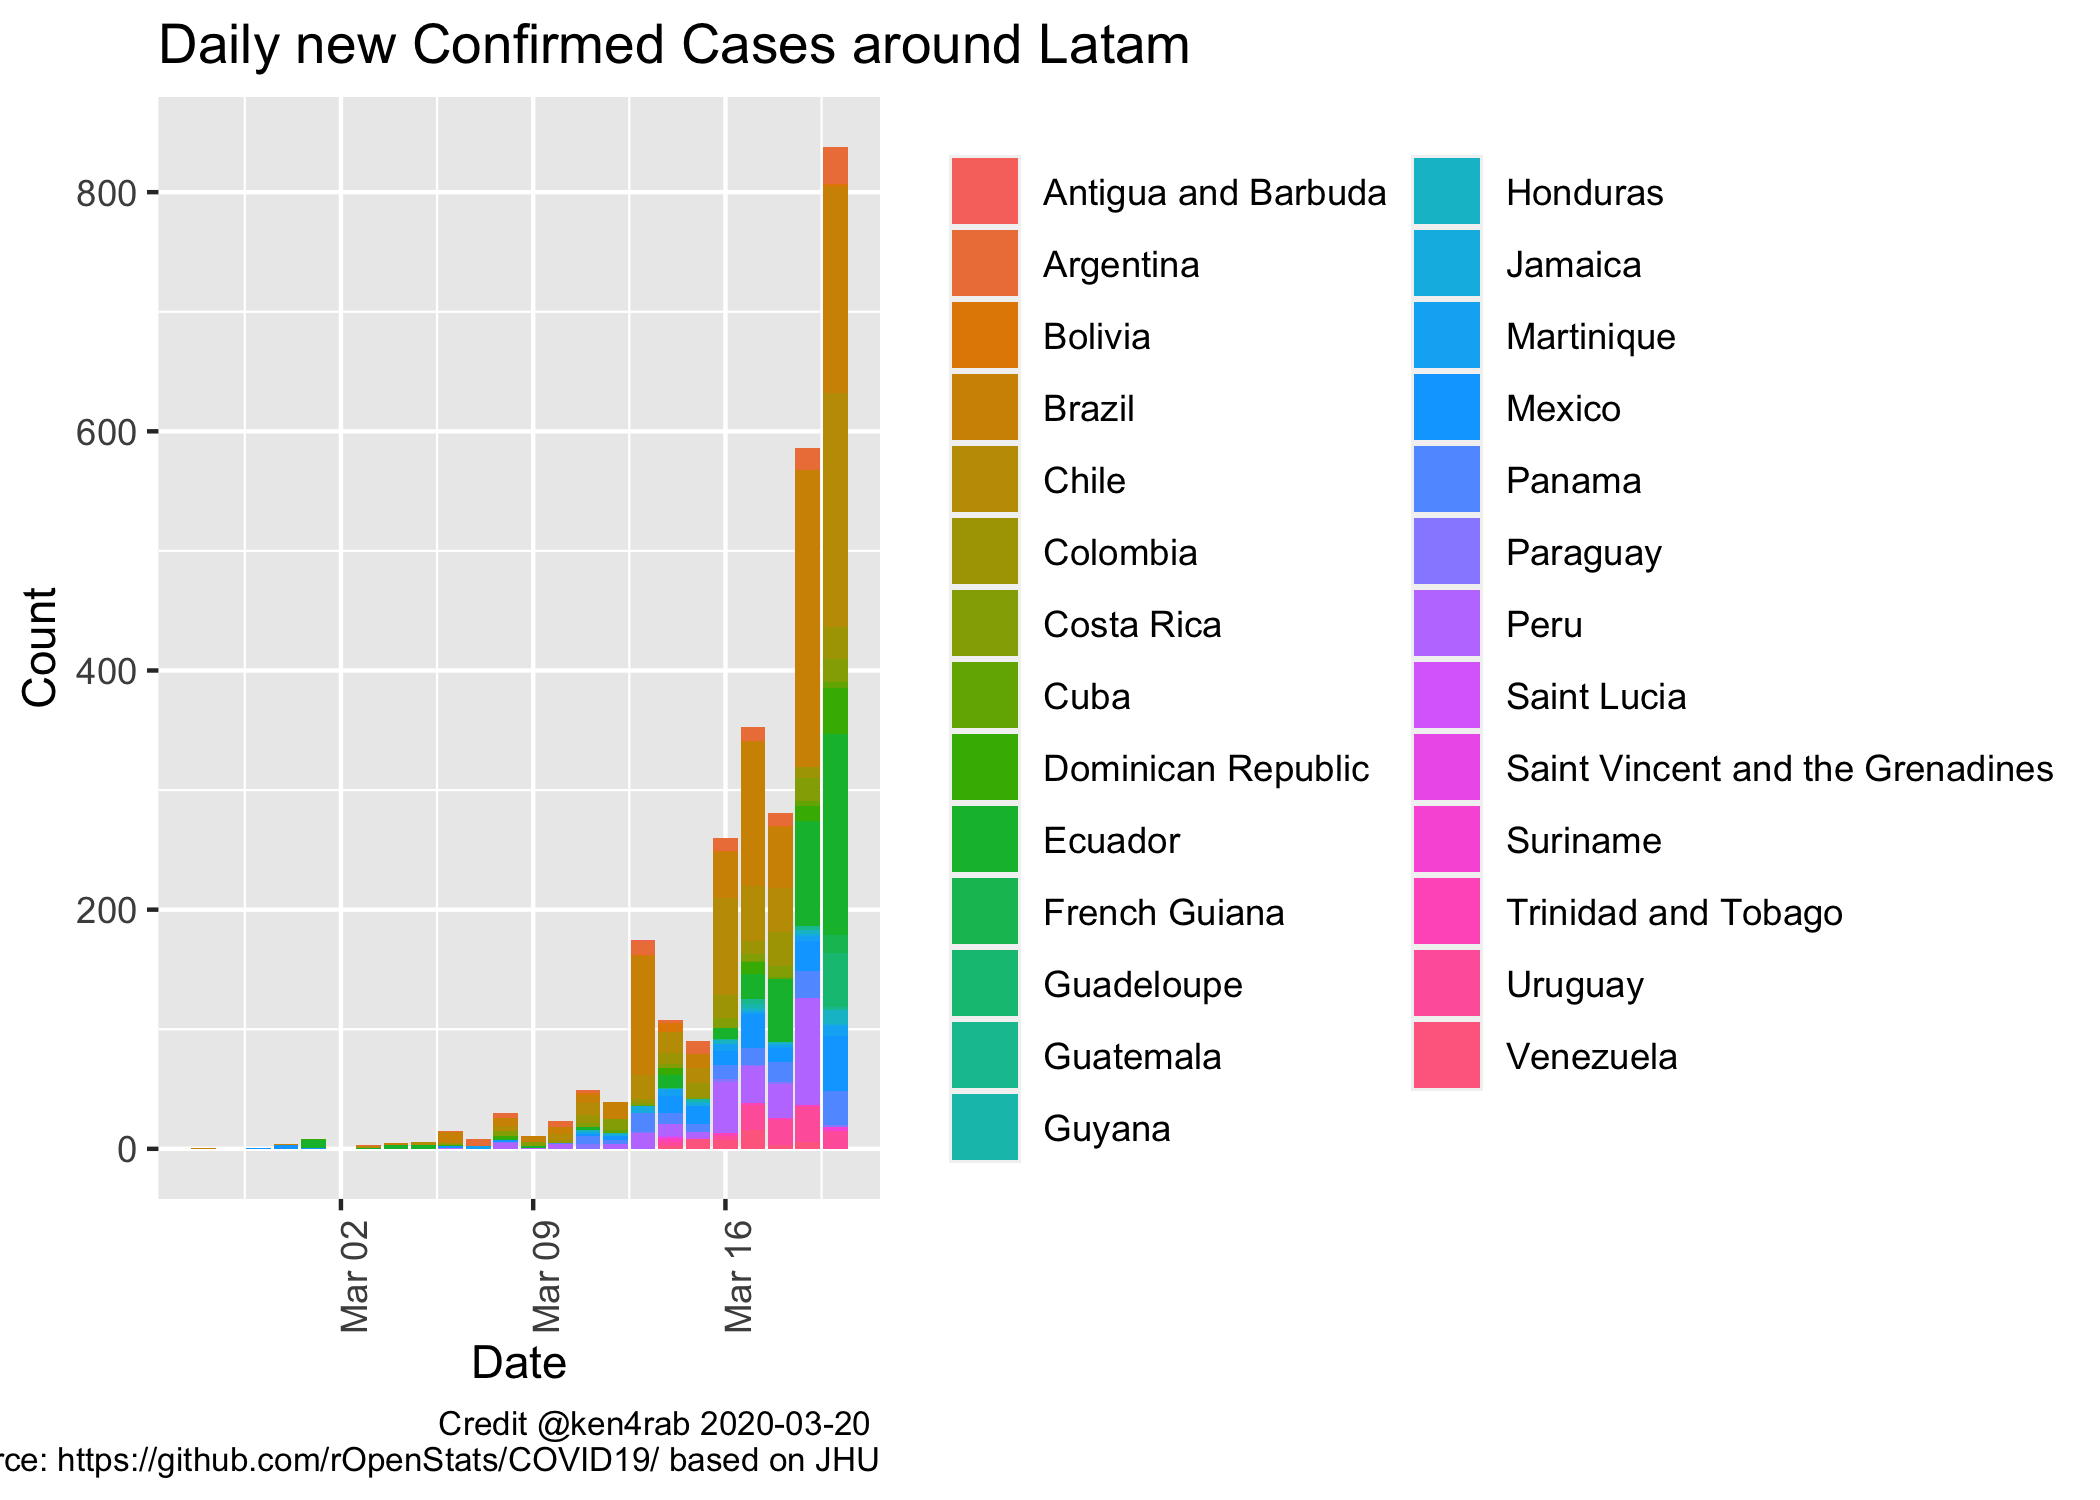 Daily new Confirmed Cases around Latam
800
600
400
200
0
Count
Mar 02
Mar 09
Mar 16
Date
Antigua and Barbuda
Argentina
Bolivia
Brazil
Chile
Colombia
Costa Rica
Cuba
Dominican Republic
Ecuador
French Guiana
Guadeloupe
Guatemala
Guyana
Honduras
Jamaica
Martinique
Mexico
Panama
Paraguay
Peru
Saint Lucia
Saint Vincent and the Grenadines
Suriname
Trinidad and Tobago
Uruguay
Venezuela
Credit @ken4rab 2020-03-20
rce: https://github.com/rOpenStats/COVID19/ based on JHU